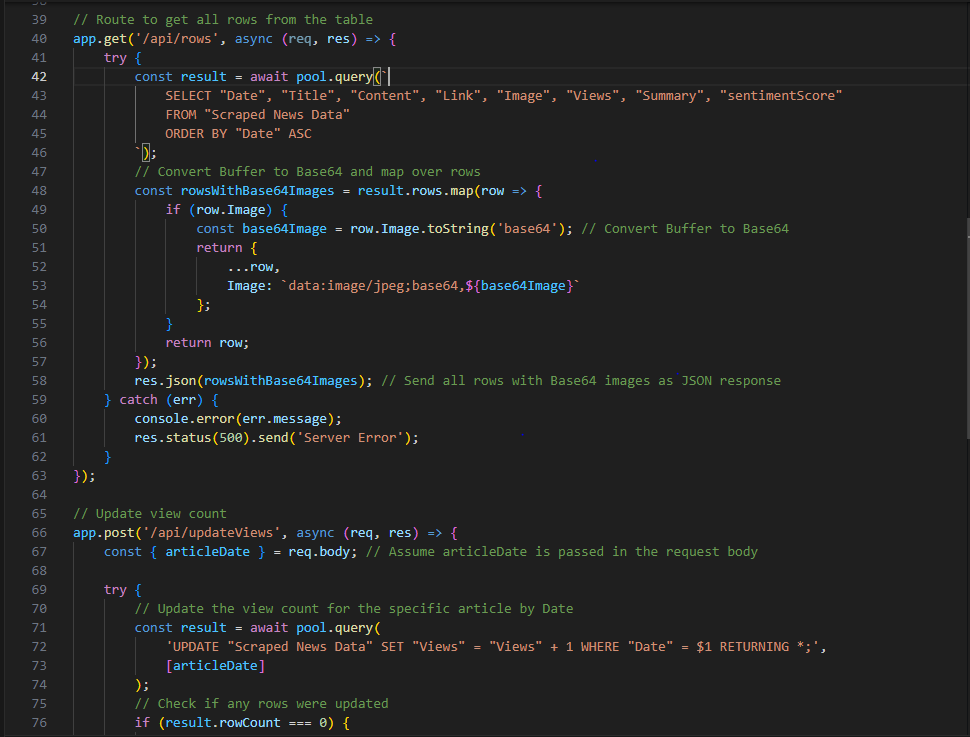 39 // Route to get all rows from the table
40 app.get('/api/rows', async (req, res) => {
41     try {
42         const result = await pool.query(`
43             SELECT "Date", "Title", "Content", "Link", "Image", "Views", "Summary", "sentimentScore"
44             FROM "Scraped News Data"
45             ORDER BY "Date" ASC
46         `);
47         // Convert Buffer to Base64 and map over rows
48         const rowsWithBase64Images = result.rows.map(row => {
49             if (row.Image) {
50                 const base64Image = row.Image.toString('base64'); // Convert Buffer to Base64
51                 return {
52                     ...row,
53                     Image: `data:image/jpeg;base64,${base64Image}`
54                 };
55             }
56             return row;
57         });
58         res.json(rowsWithBase64Images); // Send all rows with Base64 images as JSON response
59     } catch (err) {
60         console.error(err.message);
61         res.status(500).send('Server Error');
62     }
63 });
64
65 // Update view count
66 app.post('/api/updateViews', async (req, res) => {
67     const { articleDate } = req.body; // Assume articleDate is passed in the request body
68
69     try {
70         // Update the view count for the specific article by Date
71         const result = await pool.query(
72             'UPDATE "Scraped News Data" SET "Views" = "Views" + 1 WHERE "Date" = $1 RETURNING *;',
73             [articleDate]
74         );
75         // Check if any rows were updated
76         if (result.rowCount === 0) {